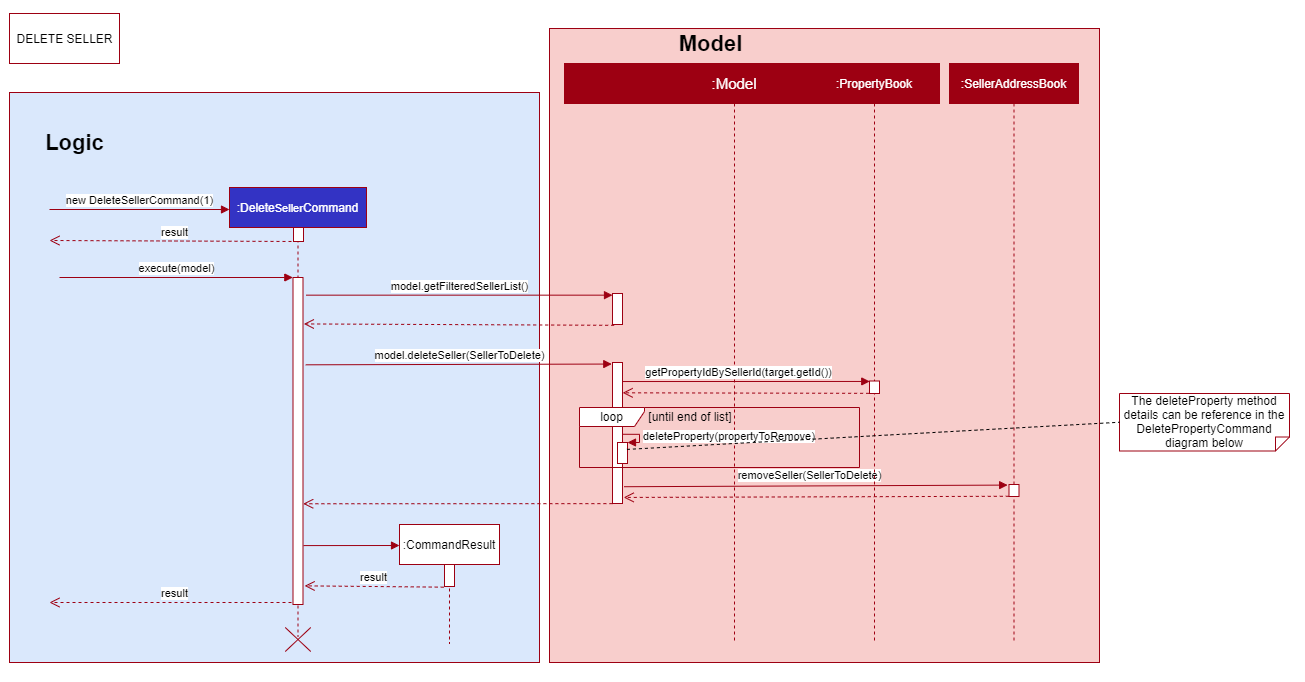 DELETE SELLER
Model
:Model
:PropertyBook
:SellerAddressBook
Logic
new DeleteSellerCommand(1)
:DeleteSellerCommand
result
execute(model)
model.getFilteredSellerList()
model.deleteSeller(SellerToDelete)
getPropertyIdBySellerId(target.getId())
loop
[until end of list]
deleteProperty(propertyToRemove)
The deleteProperty method
details can be reference in the
DeletePropertyCommand
diagram below
removeSeller(SellerToDelete)
:CommandResult
result
result